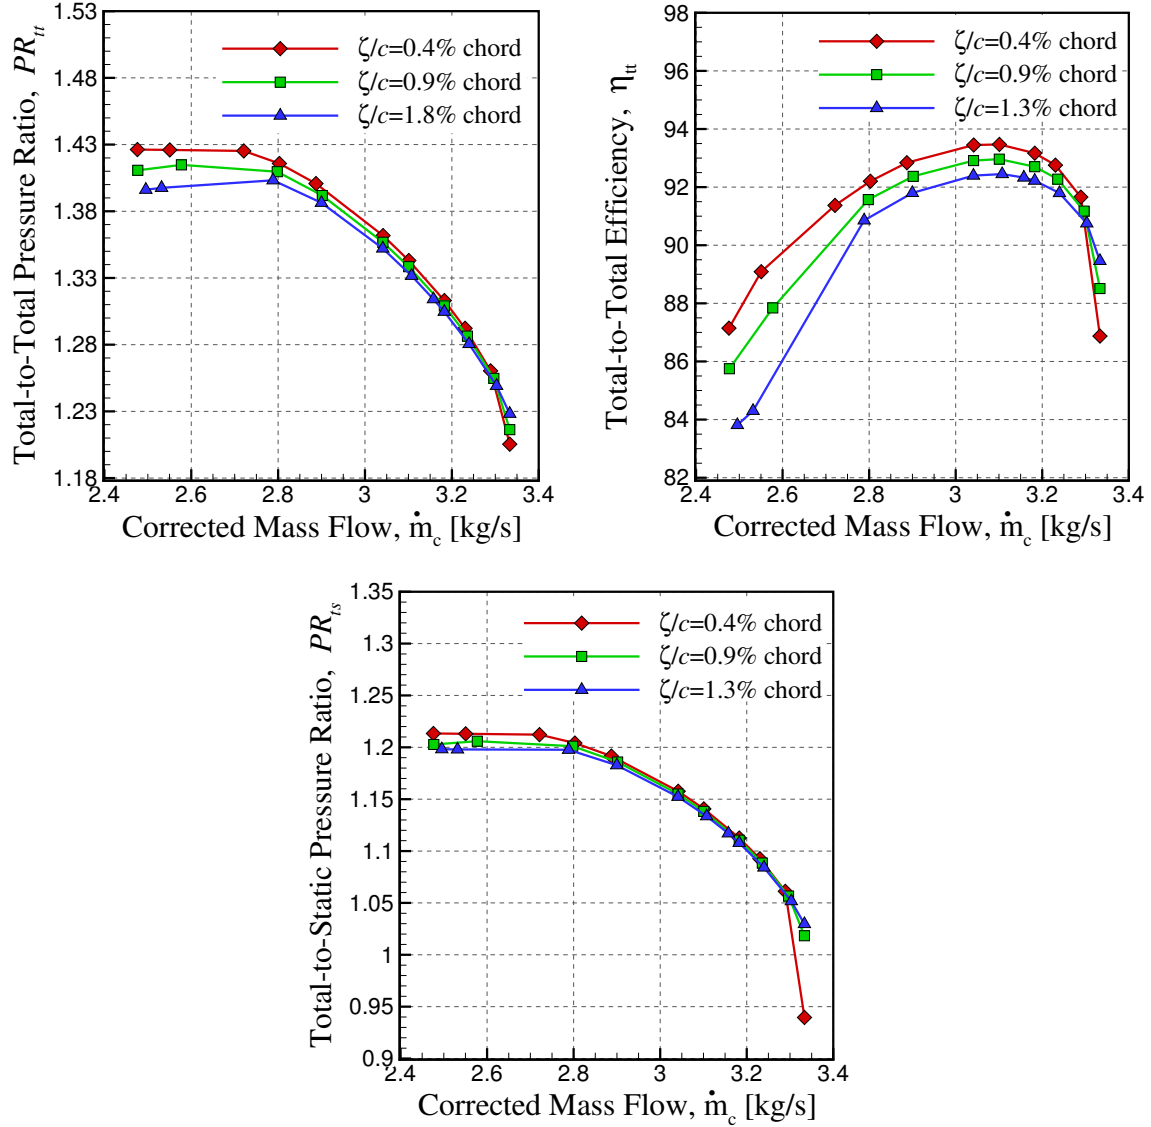 Total-to-Total Pressure Ratio, PR_tt
1.53
1.48
1.43
1.38
1.33
1.28
1.23
1.18
ζ/c=0.4% chord
ζ/c=0.9% chord
ζ/c=1.8% chord
2.4 2.6 2.8 3 3.2 3.4
Corrected Mass Flow, ṁ_c [kg/s]
Total-to-Total Efficiency, η_tt
98
96
94
92
90
88
86
84
82
ζ/c=0.4% chord
ζ/c=0.9% chord
ζ/c=1.3% chord
2.4 2.6 2.8 3 3.2 3.4
Corrected Mass Flow, ṁ_c [kg/s]
Total-to-Static Pressure Ratio, PR_ts
1.35
1.3
1.25
1.2
1.15
1.1
1.05
1
0.95
0.9
ζ/c=0.4% chord
ζ/c=0.9% chord
ζ/c=1.3% chord
2.4 2.6 2.8 3 3.2 3.4
Corrected Mass Flow, ṁ_c [kg/s]